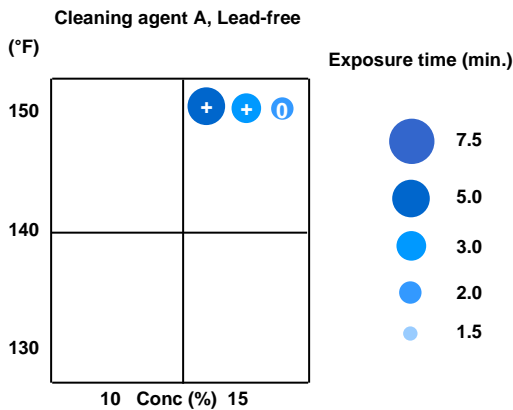 Cleaning agent A, Lead-free
(°F)
Exposure time (min.)
150
+ + 0
7.5
5.0
140
3.0
2.0
1.5
130
10 Conc (%) 15